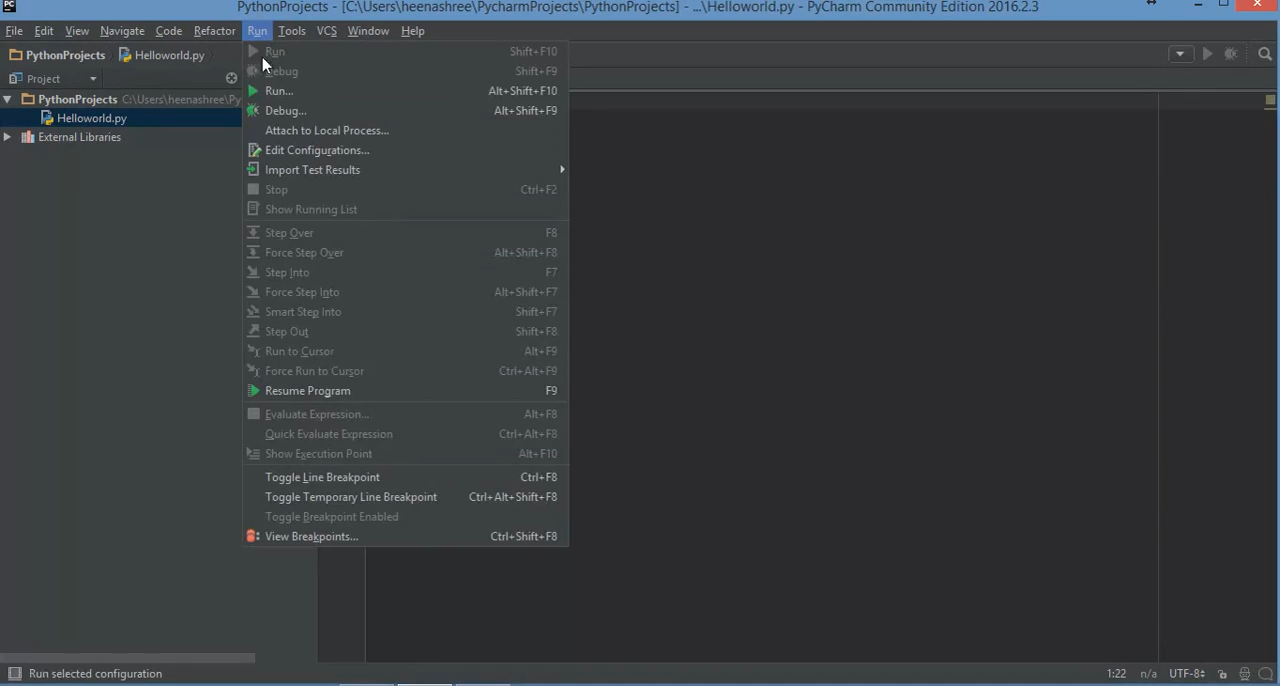 PythonProjects - [C:\Users\heenashree\PycharmProjects\PythonProjects] - ...\Helloworld.py - PyCharm Community Edition 2016.2.3
File Edit View Navigate Code Refactor Run Tools VCS Window Help
PythonProjects Helloworld.py
Project
PythonProjects C:\Users\heenashree\Py
Helloworld.py
External Libraries
Run Shift+F10
Debug Shift+F9
Run... Alt+Shift+F10
Debug... Alt+Shift+F9
Attach to Local Process...
Edit Configurations...
Import Test Results
Stop Ctrl+F2
Show Running List
Step Over F8
Force Step Over Alt+Shift+F8
Step Into F7
Force Step Into Alt+Shift+F7
Smart Step Into Shift+F7
Step Out Shift+F8
Run to Cursor Alt+F9
Force Run to Cursor Ctrl+Alt+F9
Resume Program F9
Evaluate Expression... Alt+F8
Quick Evaluate Expression Ctrl+Alt+F8
Show Execution Point Alt+F10
Toggle Line Breakpoint Ctrl+F8
Toggle Temporary Line Breakpoint Ctrl+Alt+Shift+F8
Toggle Breakpoint Enabled
View Breakpoints... Ctrl+Shift+F8
Run selected configuration 1:22 n/a UTF-8